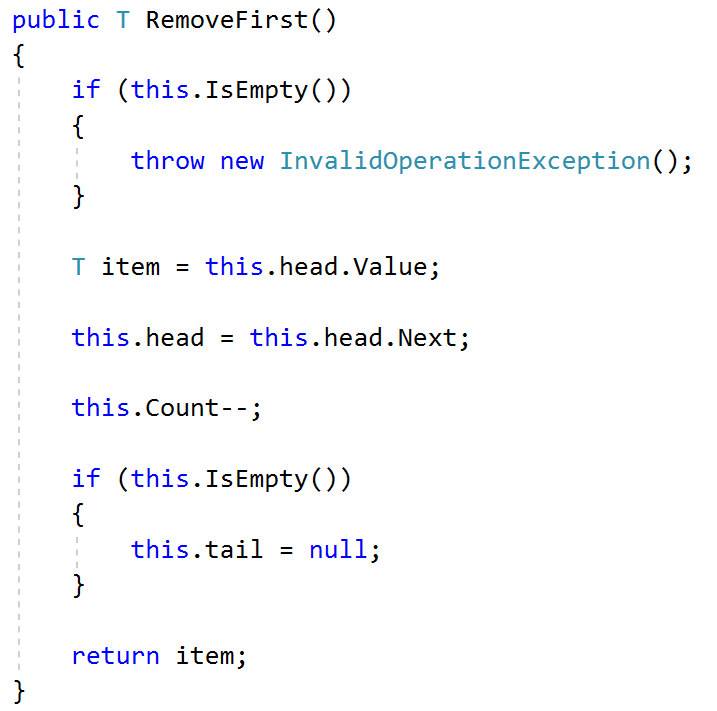 public T RemoveFirst()
{
    if (this.IsEmpty())
    {
        throw new InvalidOperationException();
    }

    T item = this.head.Value;

    this.head = this.head.Next;

    this.Count--;

    if (this.IsEmpty())
    {
        this.tail = null;
    }

    return item;
}